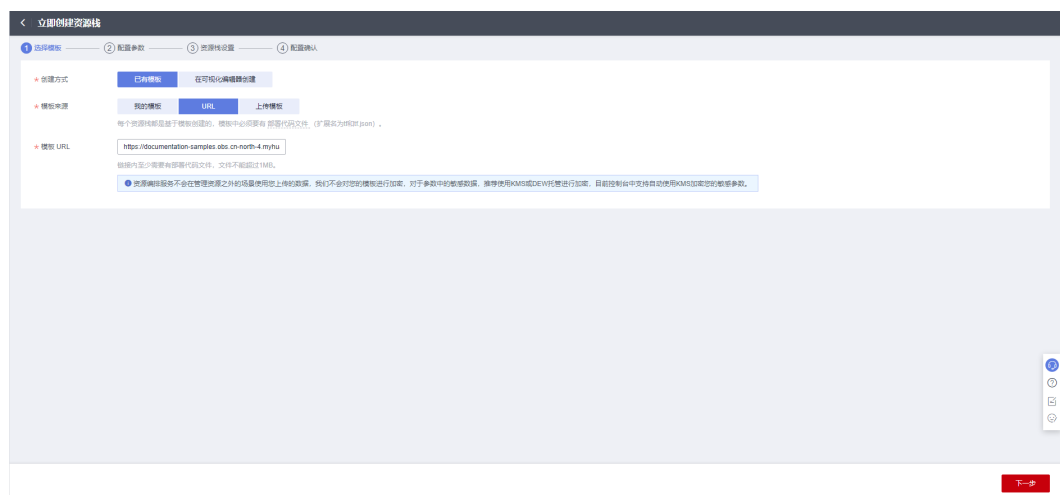 立即创建资源栈
1 选择模板 2 配置参数 3 资源栈设置 4 配置确认
* 创建方式 已有模板 在可视化编辑器创建
* 模板来源 我的模板 URL 上传模板
每个资源栈都是基于模板创建的，模板中必须要有 部署代码文件 （扩展名为tf和tf.json）。
* 模板 URL https://documentation-samples.obs.cn-north-4.myhu
链接内至少需要有部署代码文件，文件不能超过1MB。
资源编排服务不会在管理资源之外的场景使用您上传的数据，我们不会对您的模板进行加密，对于参数中的敏感数据，推荐使用KMS或DEW托管进行加密，目前控制台中支持自动使用KMS加密您的敏感参数。
下一步